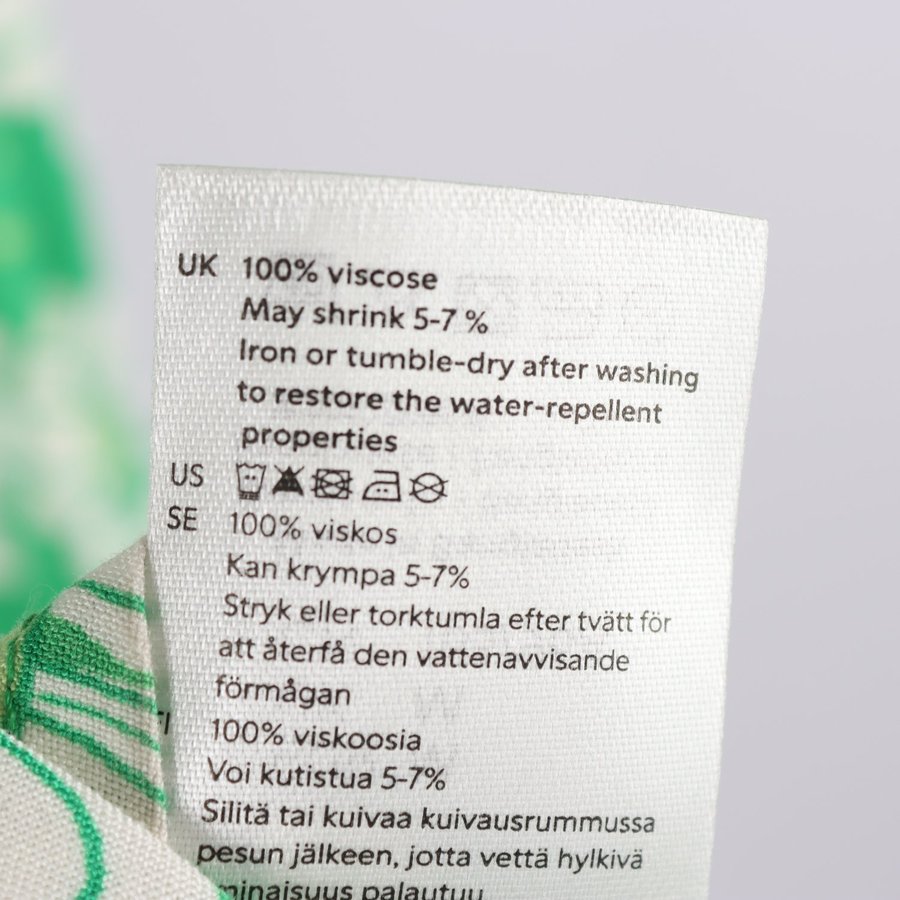 UK 100% viscose
May shrink 5-7 %
Iron or tumble-dry after washing
to restore the water-repellent
properties
US
SE 100% viskos
Kan krympa 5-7%
Stryk eller torktumla efter tvätt för
att återfå den vattenavvisande
förmågan
FI 100% viskoosia
Voi kutistua 5-7%
Silitä tai kuivaa kuivausrummussa
pesun jälkeen, jotta vettä hylkivä
palautuu